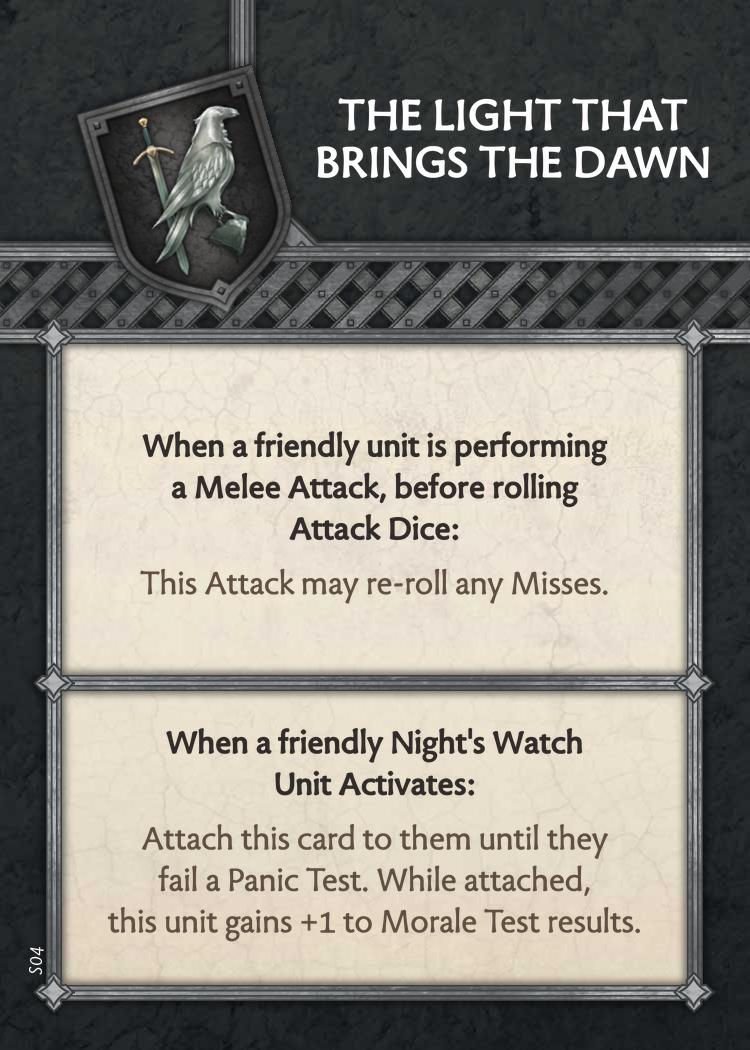 THE LIGHT THAT
BRINGS THE DAWN
When a friendly unit is performing
a Melee Attack, before rolling
Attack Dice:
This Attack may re-roll any Misses.
When a friendly Night's Watch
Unit Activates:
Attach this card to them until they
fail a Panic Test. While attached,
this unit gains +1 to Morale Test results.
S04